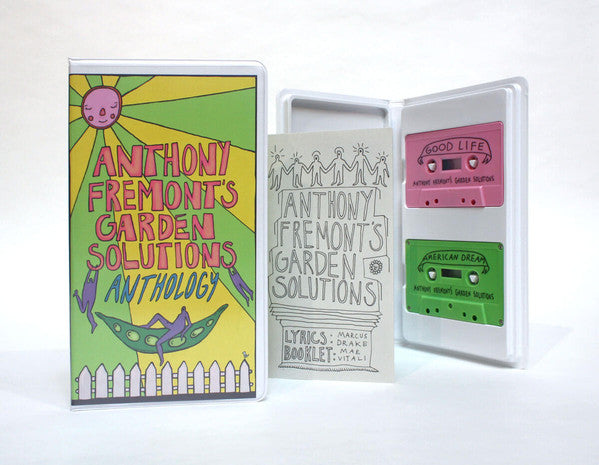 ANTHONY
FREMONT'S
GARDEN
SOLUTIONS
ANTHOLOGY
ANTHONY
FREMONT'S
GARDEN
SOLUTIONS
LYRICS
BOOKLET
MARCUS
DRAKE
MAE
VITALI
GOOD LIFE
ANTHONY FREMONT'S GARDEN SOLUTIONS
AMERICAN DREAM
ANTHONY FREMONT'S GARDEN SOLUTIONS